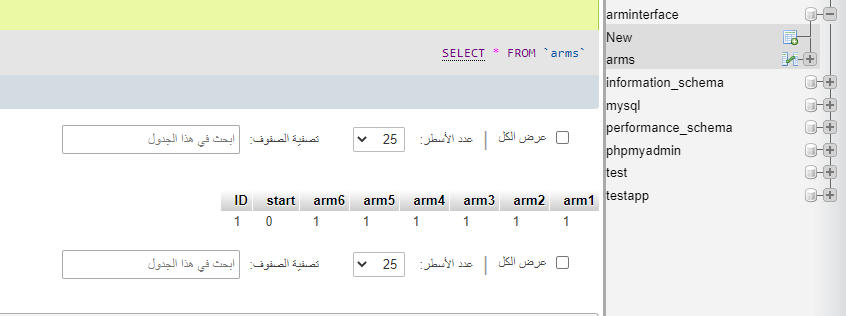 SELECT * FROM `arms`
عرض الكل | عدد الأسطر: 25 تصفية الصفوف: ابحث في هذا الجدول
ID start arm6 arm5 arm4 arm3 arm2 arm1
1 0 1 1 1 1 1 1
عرض الكل | عدد الأسطر: 25 تصفية الصفوف: ابحث في هذا الجدول
arminterface
New
arms
information_schema
mysql
performance_schema
phpmyadmin
test
testapp